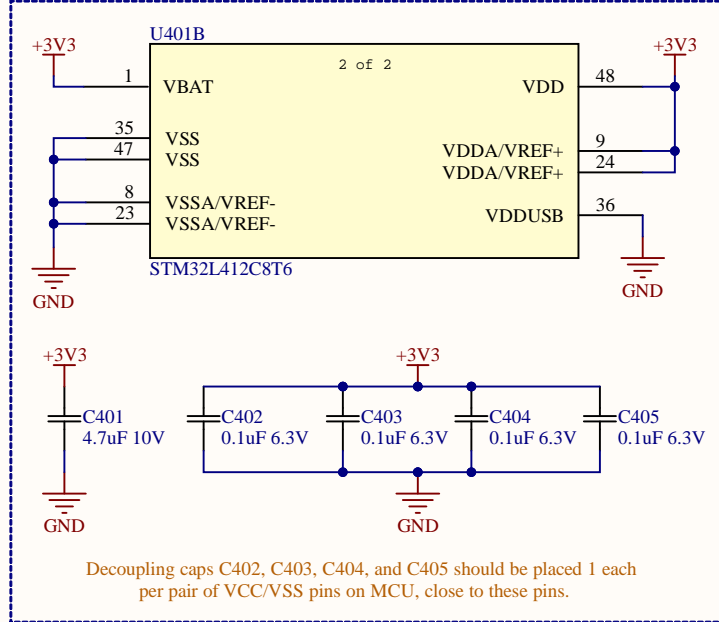 U401B
+3V3
+3V3
2 of 2
1
VBAT
VDD
48
35
VSS
47
VSS
VDDA/VREF+
9
VDDA/VREF+
24
8
VSSA/VREF-
23
VSSA/VREF-
VDDUSB
36
STM32L412C8T6
GND
GND
+3V3
+3V3
C401
4.7uF 10V
C402
0.1uF 6.3V
C403
0.1uF 6.3V
C404
0.1uF 6.3V
C405
0.1uF 6.3V
GND
GND
Decoupling caps C402, C403, C404, and C405 should be placed 1 each
per pair of VCC/VSS pins on MCU, close to these pins.